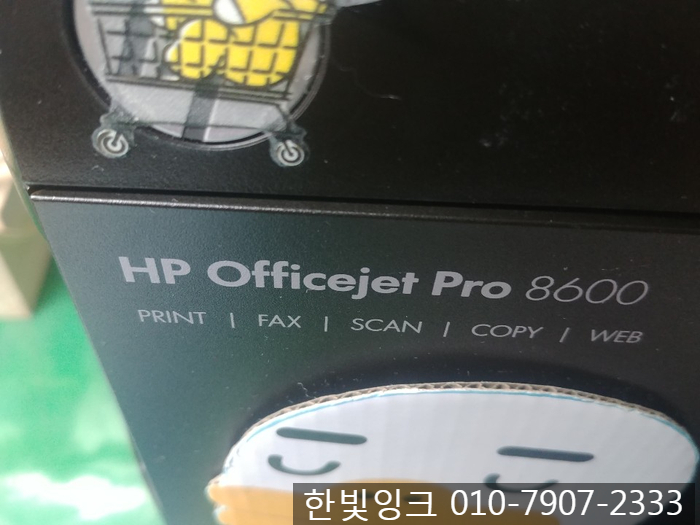 HP Officejet Pro 8600
PRINT | FAX | SCAN | COPY | WEB
한빛잉크 010-7907-2333